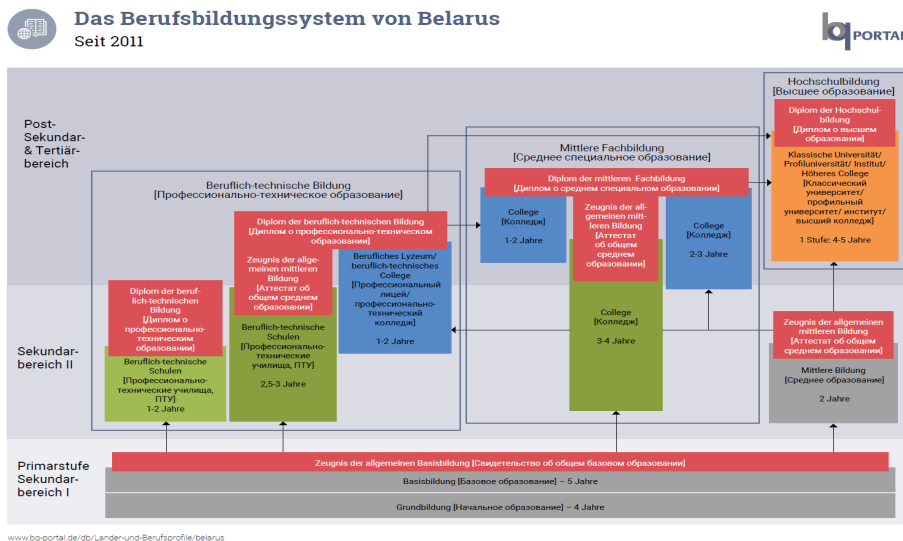 Das Berufsbildungssystem von Belarus
Seit 2011
bq PORTAL
Post-
Sekundar-
& Tertiär-
bereich
Sekundar-
bereich II
Primarstufe
Sekundar-
bereich I
Beruflich-technische Bildung
[Профессионально-техническое образование]
Diplom der beruf-
lich-technischen
Bildung
[Диплом о
профессионально-
техническим
образовании]
Beruflich-technische
Schulen
[Профессионально-
технические училища,
ПТУ]
1-2 Jahre
Diplom der beruflich-technischen Bildung
[Диплом о профессионально-техническом
образовании]
Zeugnis der allge-
meinen mittleren
Bildung
[Аттестат об
общем среднем
образовании]
Beruflich-technische
Schulen
[Профессионально-
технические
училища, ПТУ]
2,5-3 Jahre
Berufliches Lyzeum/
beruflich-technisches
College
[Профессиональный
лицей/
профессионально-
технический
колледж]
1-2 Jahre
Mittlere Fachbildung
[Среднее специальное образование]
Diplom der mittleren Fachbildung
[Диплом о среднем специальном образовании]
College
[Колледж]
1-2 Jahre
Zeugnis der all-
gemeinen mitt-
leren Bildung
[Аттестат об
общем
среднем
образовании]
College
[Колледж]
3-4 Jahre
College
[Колледж]
2-3 Jahre
Hochschulbildung
[Высшее образование]
Diplom der Hochschul-
bildung
[Диплом о высшем
образовании]
Klassische Universität/
Profiluniversität/ Institut/
Höheres College
[Классический
университет/
профильный
университет/ институт/
высший колледж]
1 Stufe: 4-5 Jahre
Zeugnis der allgemeinen
mittleren Bildung
[Аттестат об общем
среднем образовании]
Mittlere Bildung
[Среднее образование]
2 Jahre
Zeugnis der allgemeinen Basisbildung [Свидетельство об общем базовом образовании]
Basisbildung [Базовое образование] – 5 Jahre
Grundbildung [Начальное образование] – 4 Jahre
www.bq-portal.de/db/Länder-und-Berufsprofile/belarus